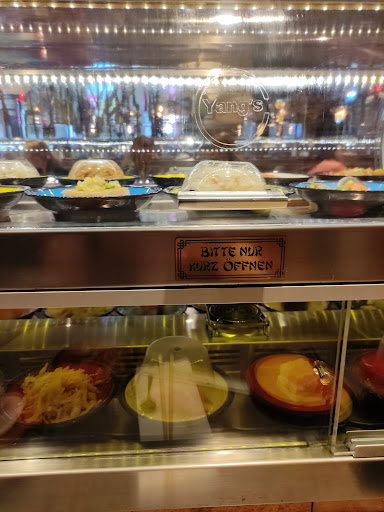 Yang's
BITTE NUR
KURZ ÖFFNEN